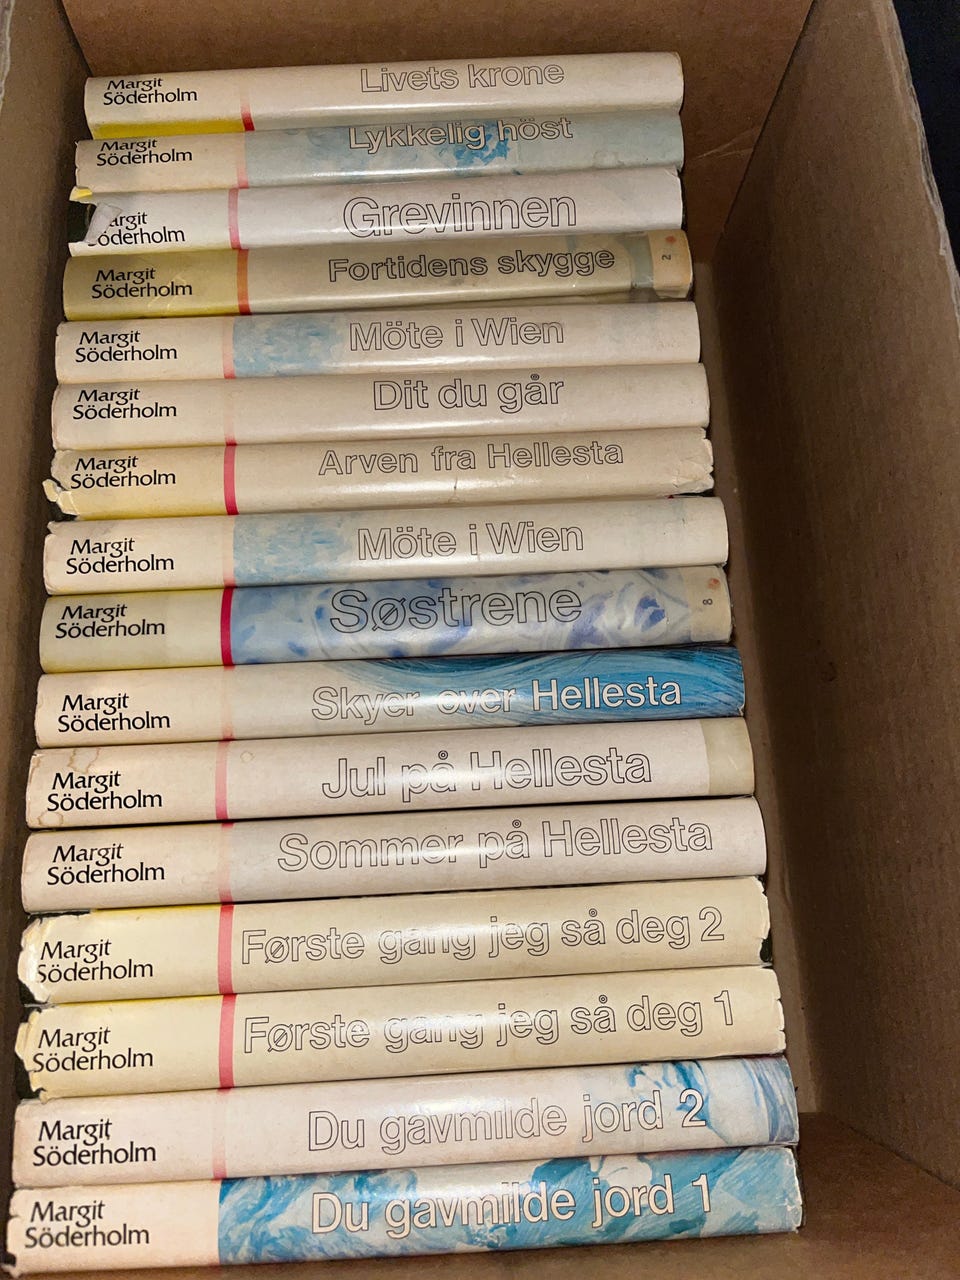 Margit
Söderholm
Livets krone
Margit
Söderholm
Lykkelig höst
argit
öderholm
Grevinnen
Margit
Söderholm
Fortidens skygge
2
Margit
Söderholm
Möte i Wien
Margit
Söderholm
Dit du går
Margit
Söderholm
Arven fra Hellesta
Margit
Söderholm
Möte i Wien
Margit
Söderholm
Søstrene
8
Margit
Söderholm
Skyer over Hellesta
Margit
Söderholm
Jul på Hellesta
Margit
Söderholm
Sommer på Hellesta
Margit
Söderholm
Første gang jeg så deg 2
Margit
Söderholm
Første gang jeg så deg 1
Margit
Söderholm
Du gavmilde jord 2
Margit
Söderholm
Du gavmilde jord 1